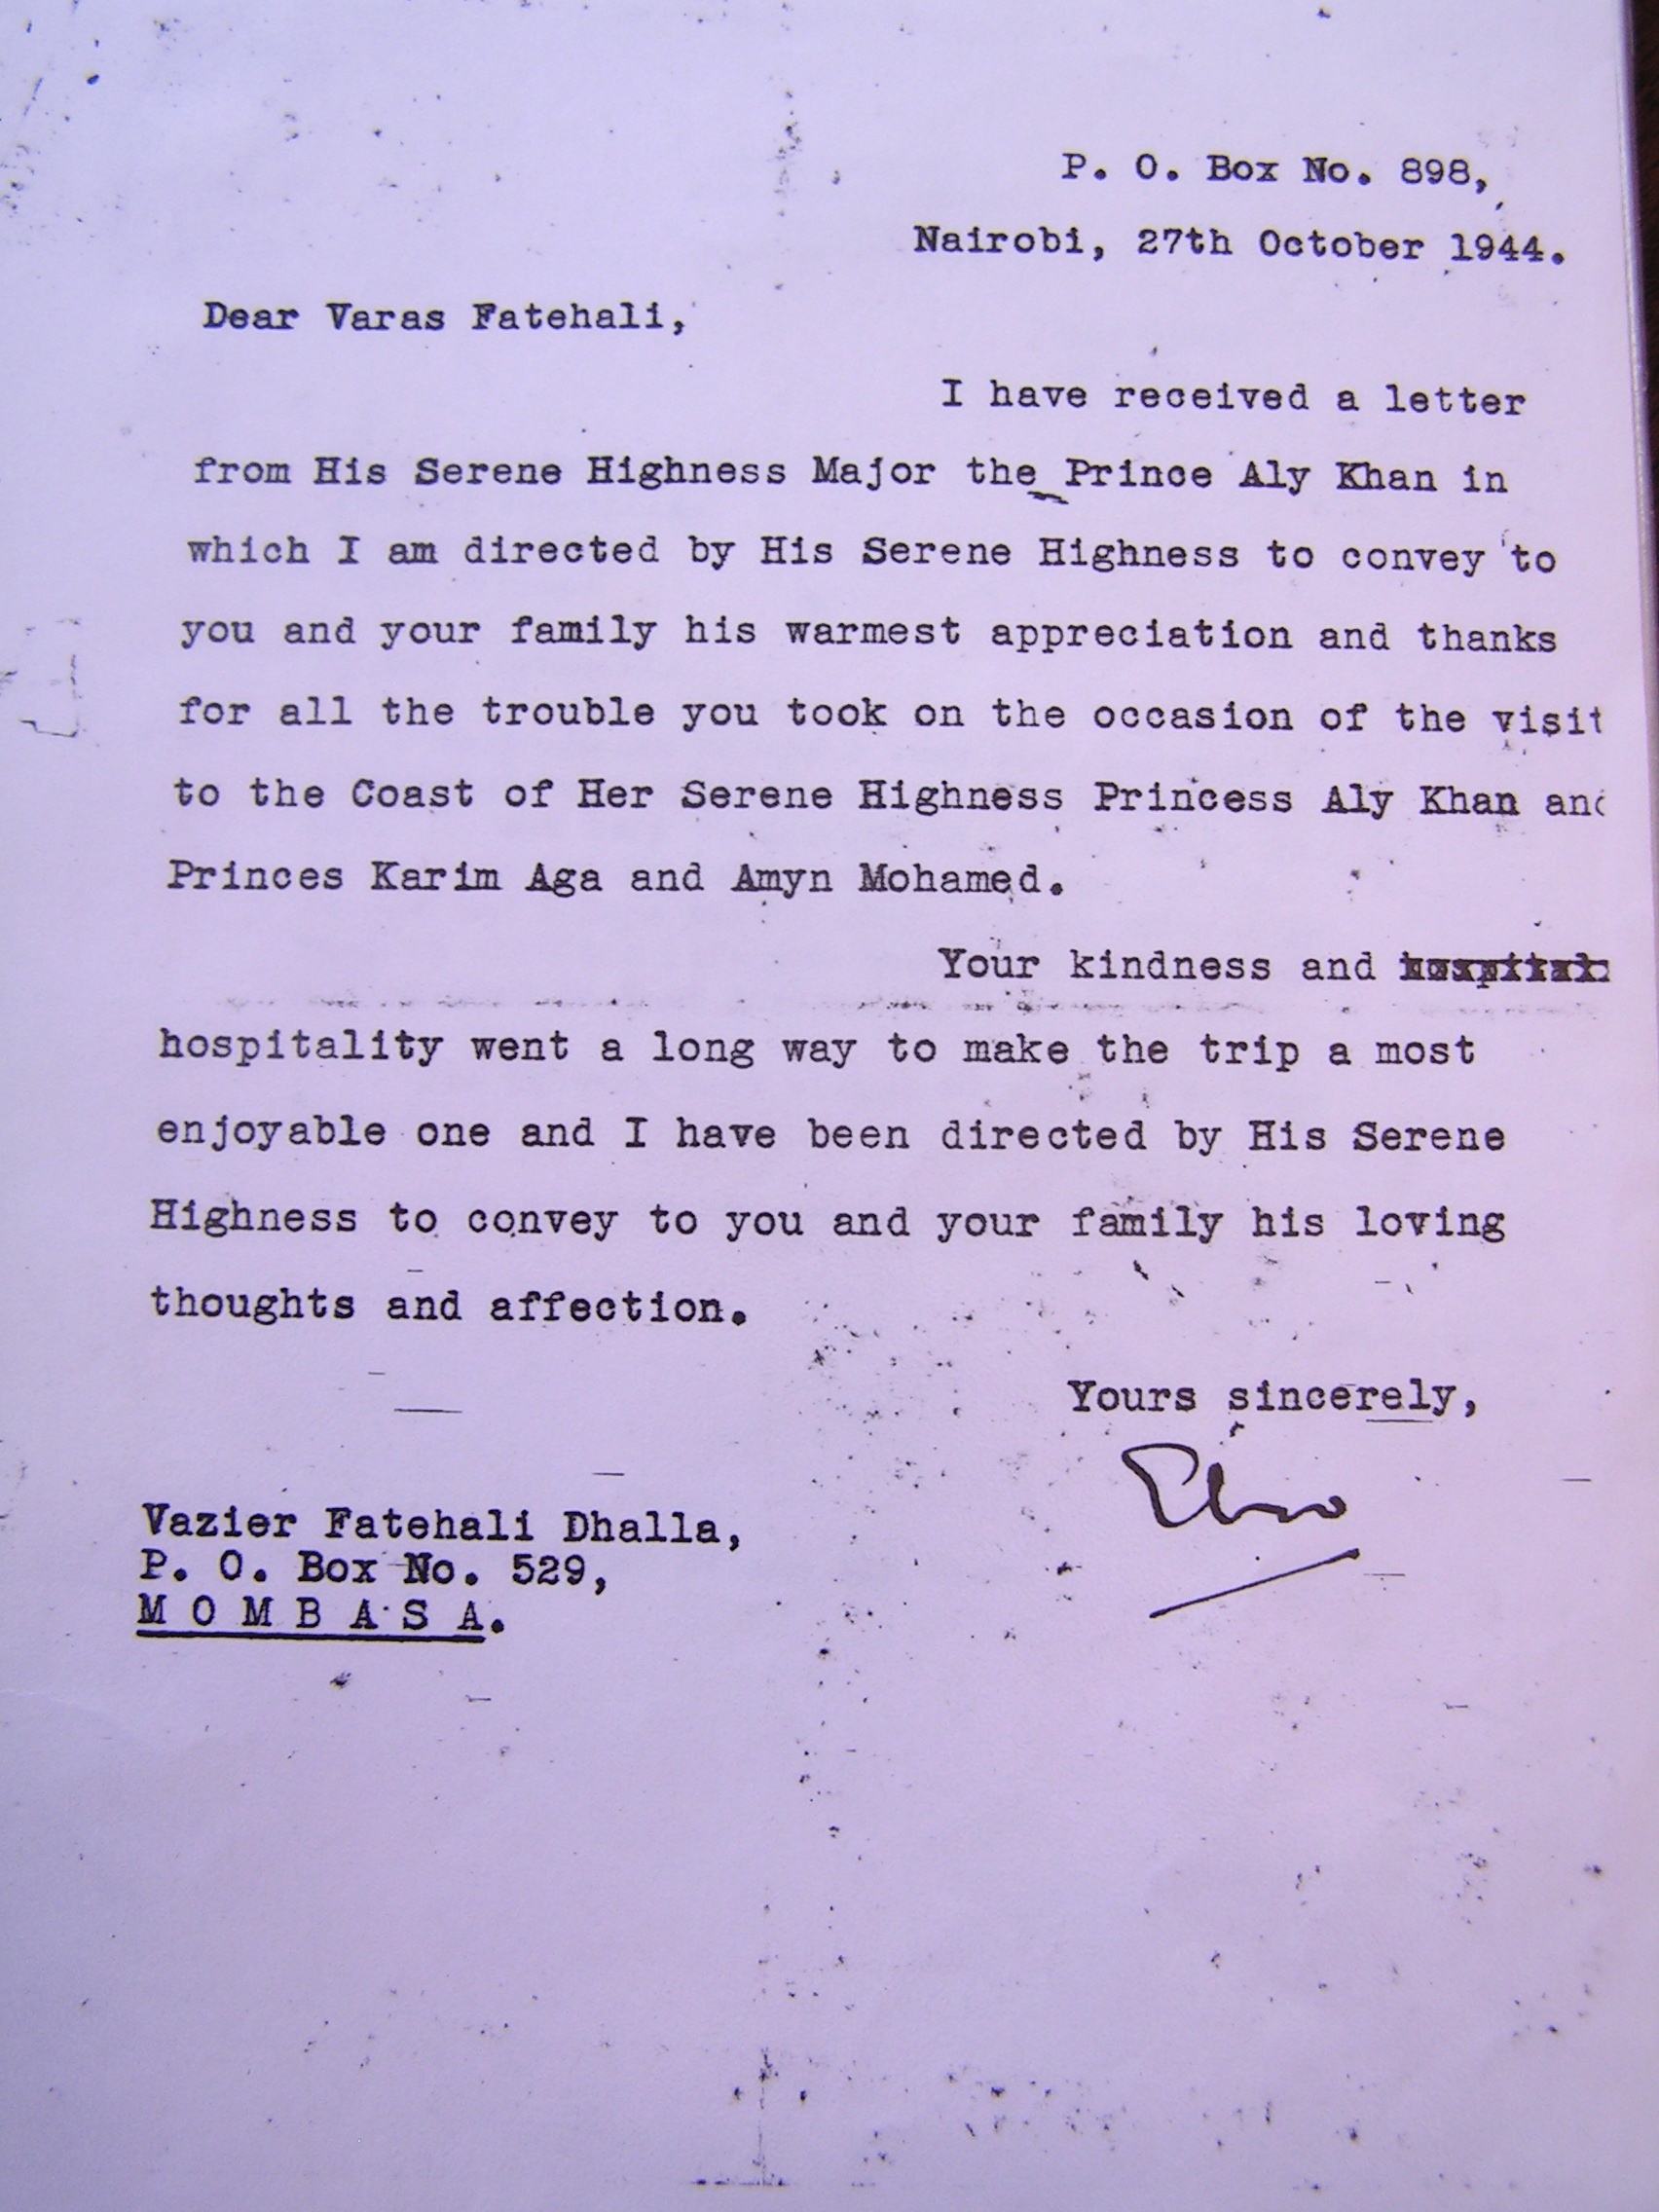 P. O. Box No. 898,
Nairobi, 27th October 1944.
Dear Varas Fatehali,
I have received a letter
from His Serene Highness Major the Prince Aly Khan in
which I am directed by His Serene Highness to convey to
you and your family his warmest appreciation and thanks
for all the trouble you took on the occasion of the visit
to the Coast of Her Serene Highness Princess Aly Khan and
Princes Karim Aga and Amyn Mohamed.
Your kindness and
hospitality went a long way to make the trip a most
enjoyable one and I have been directed by His Serene
Highness to convey to you and your family his loving
thoughts and affection.
Yours sincerely,
Vazier Fatehali Dhalla,
P. O. Box No. 529,
M O M B A S A.